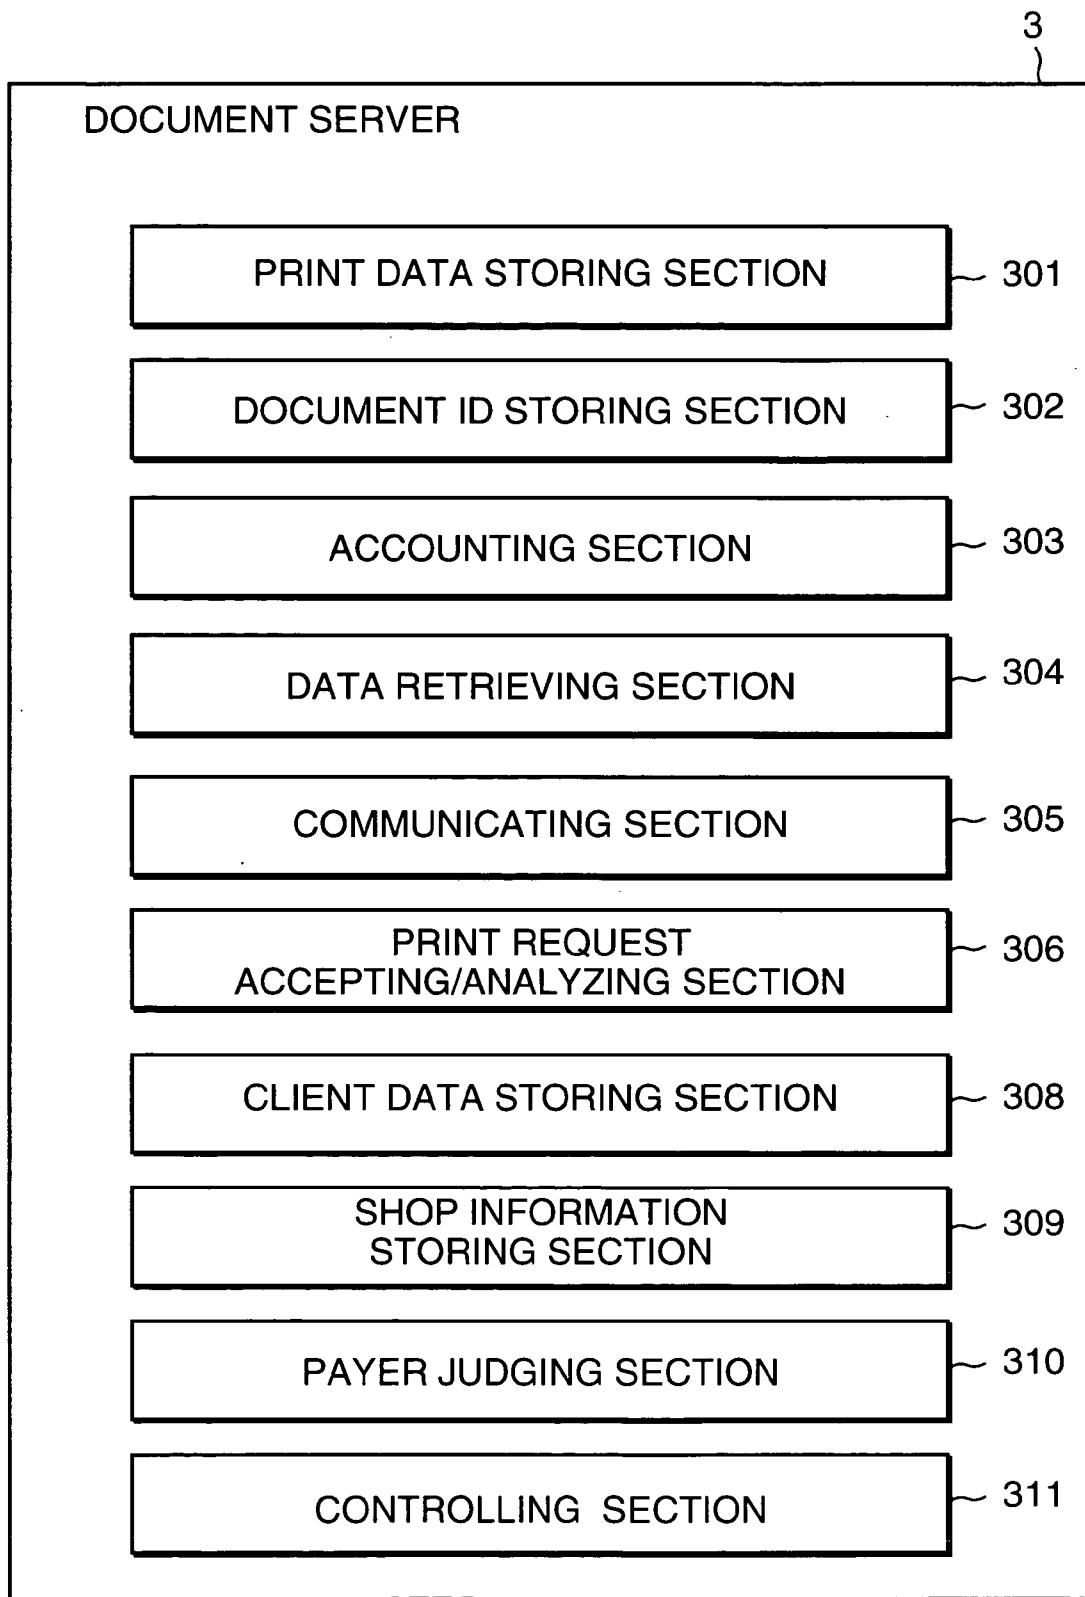 3
DOCUMENT SERVER
PRINT DATA STORING SECTION
301
DOCUMENT ID STORING SECTION
302
ACCOUNTING SECTION
303
DATA RETRIEVING SECTION
304
COMMUNICATING SECTION
305
PRINT REQUEST
ACCEPTING/ANALYZING SECTION
306
CLIENT DATA STORING SECTION
308
SHOP INFORMATION
STORING SECTION
309
PAYER JUDGING SECTION
310
CONTROLLING SECTION
311